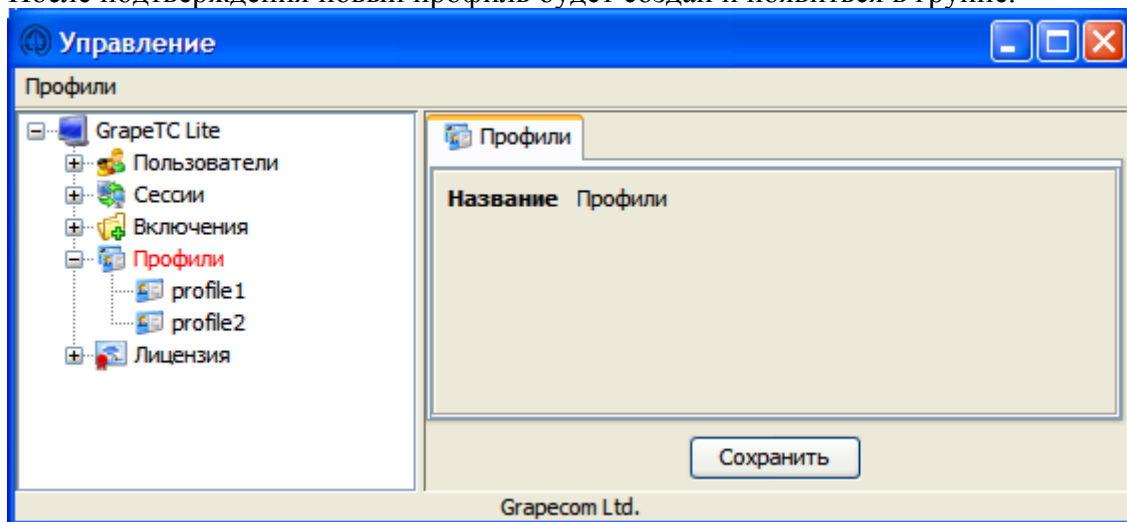 После подтверждения новый профиль будет создан и появиться в группе:
Управление
Профили
GrapeTC Lite
Пользователи
Сессии
Включения
Профили
profile1
profile2
Лицензия
Профили
Название Профили
Сохранить
Grapecom Ltd.